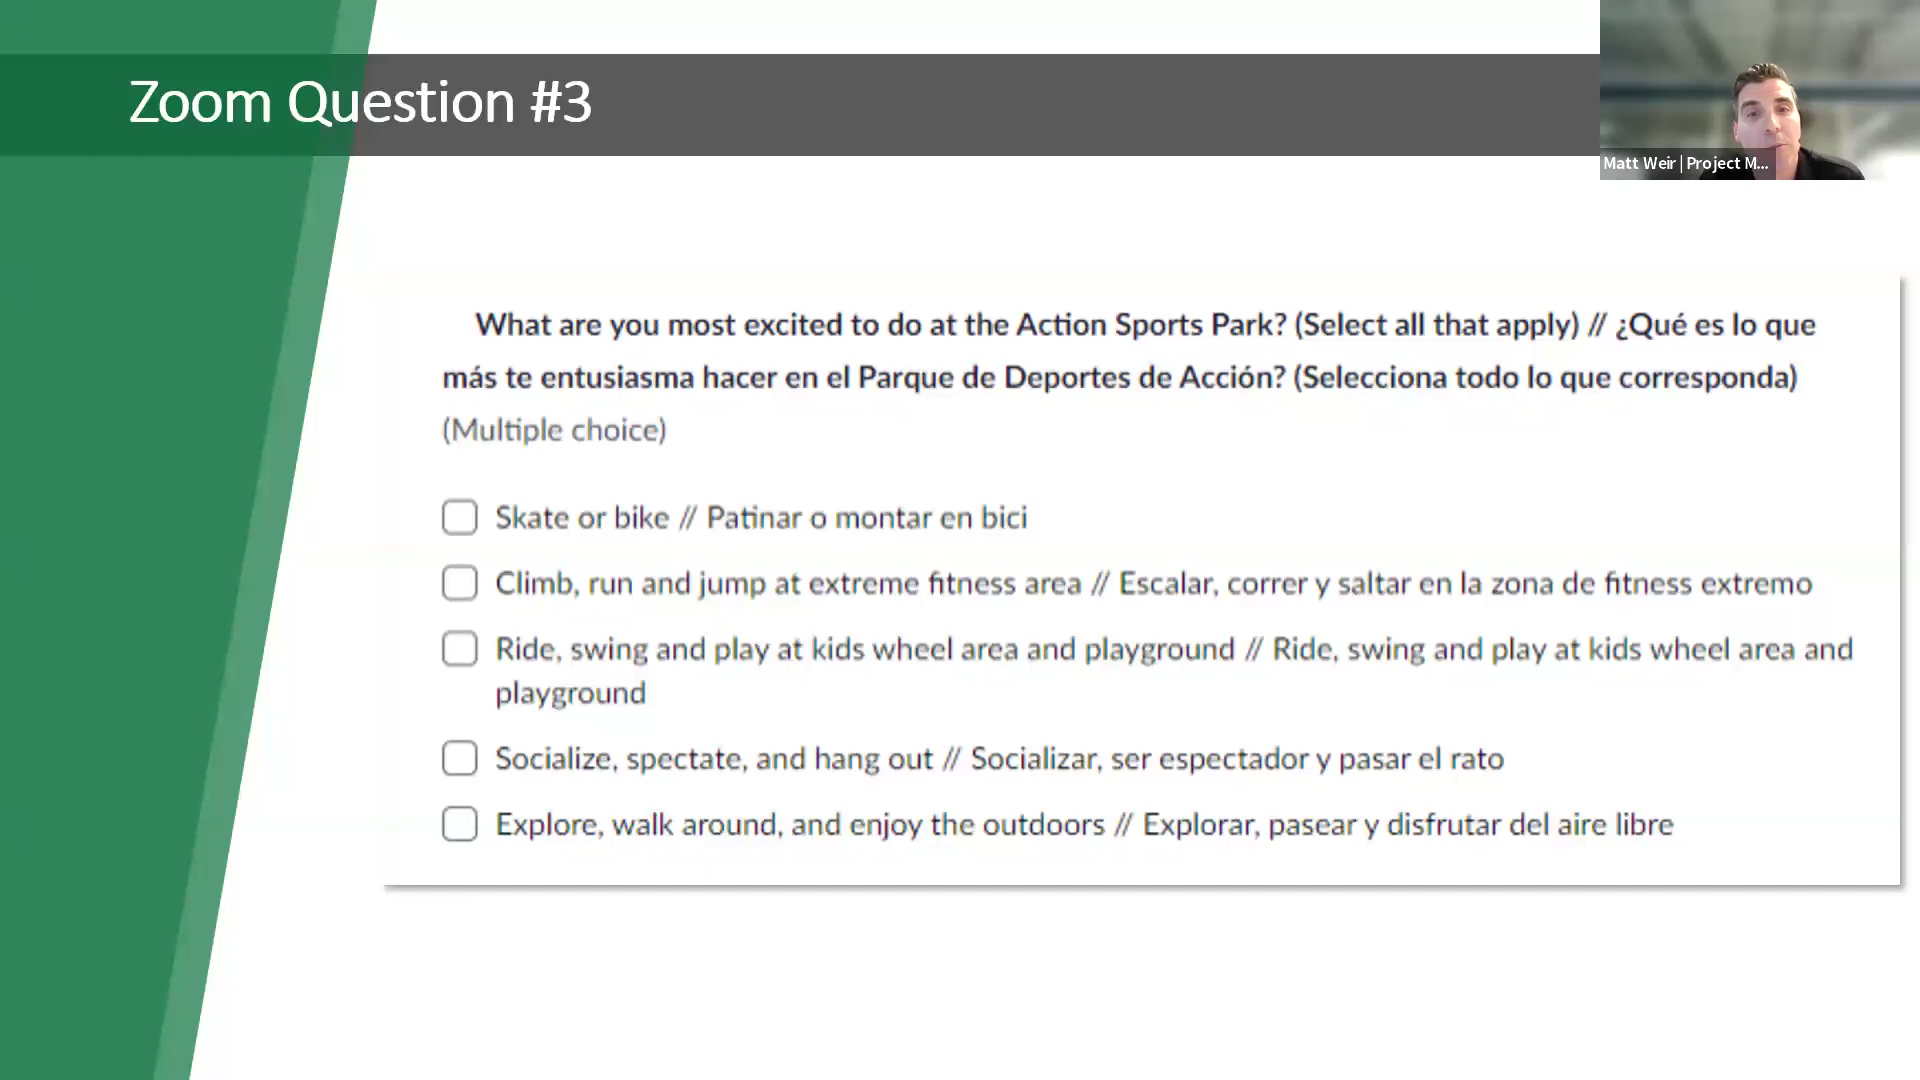 Zoom Question #3
Matt Weir | Project M...
What are you most excited to do at the Action Sports Park? (Select all that apply) // ¿Qué es lo que
más te entusiasma hacer en el Parque de Deportes de Acción? (Selecciona todo lo que corresponda)
(Multiple choice)
Skate or bike // Patinar o montar en bici
Climb, run and jump at extreme fitness area // Escalar, correr y saltar en la zona de fitness extremo
Ride, swing and play at kids wheel area and playground // Ride, swing and play at kids wheel area and
playground
Socialize, spectate, and hang out // Socializar, ser espectador y pasar el rato
Explore, walk around, and enjoy the outdoors // Explorar, pasear y disfrutar del aire libre